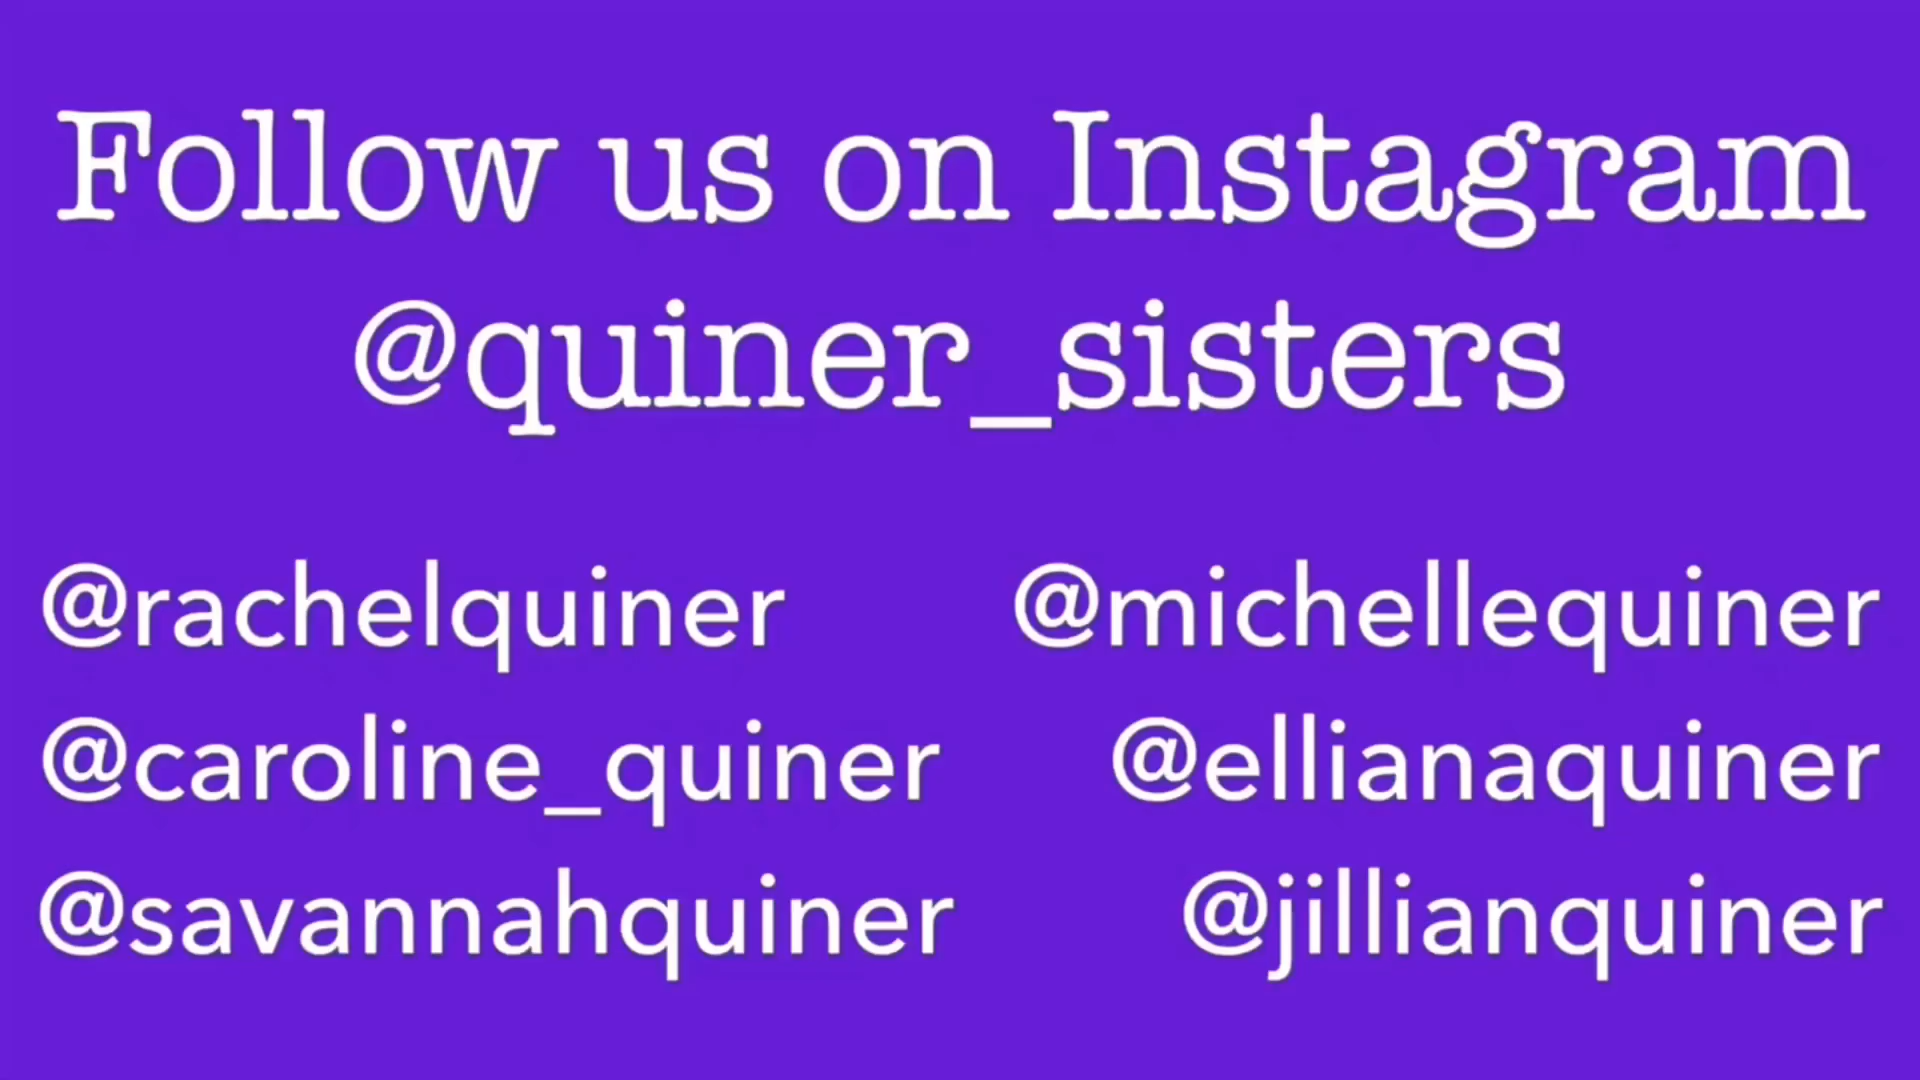 Follow us on Instagram
@quiner_sisters
@rachelquiner @michellequiner
@caroline_quiner @ellianaquiner
@savannahquiner @jillianquiner